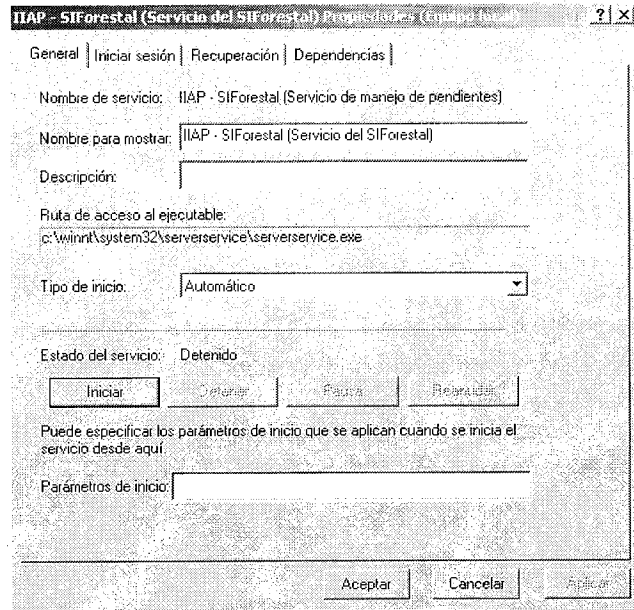 IIAP - SIForestal (Servicio del SIForestal) Propiedades (Equipo local)
General Iniciar sesión Recuperación Dependencias
Nombre de servicio: IIAP - SIForestal (Servicio de manejo de pendientes)
Nombre para mostrar: IIAP - SIForestal (Servicio del SIForestal)
Descripción:
Ruta de acceso al ejecutable:
c:\winnt\system32\serverservice\serverservice.exe
Tipo de inicio: Automático
Estado del servicio: Detenido
Iniciar Detener Pausa Reanudar
Puede especificar los parámetros de inicio que se aplican cuando se inicia el
servicio desde aquí.
Parámetros de inicio:
Aceptar Cancelar Aplicar